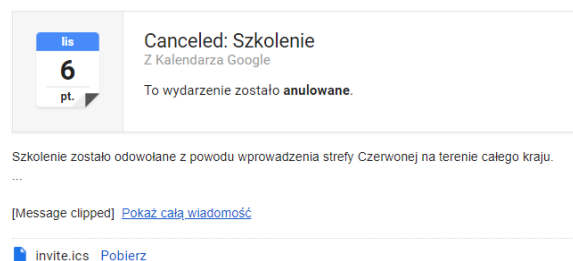 lis
6
pt.
Canceled: Szkolenie
Z Kalendarza Google
To wydarzenie zostało anulowane.
Szkolenie zostało odowołane z powodu wprowadzenia strefy Czerwonej na terenie całego kraju.
...
[Message clipped] Pokaż całą wiadomość
invite.ics Pobierz